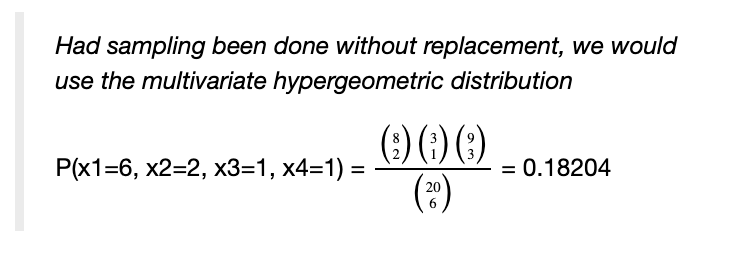 Had sampling been done without replacement, we would
use the multivariate hypergeometric distribution
P(x1=6, x2=2, x3=1, x4=1) = \frac{\binom{8}{2}\binom{3}{1}\binom{9}{3}}{\binom{20}{6}} = 0.18204